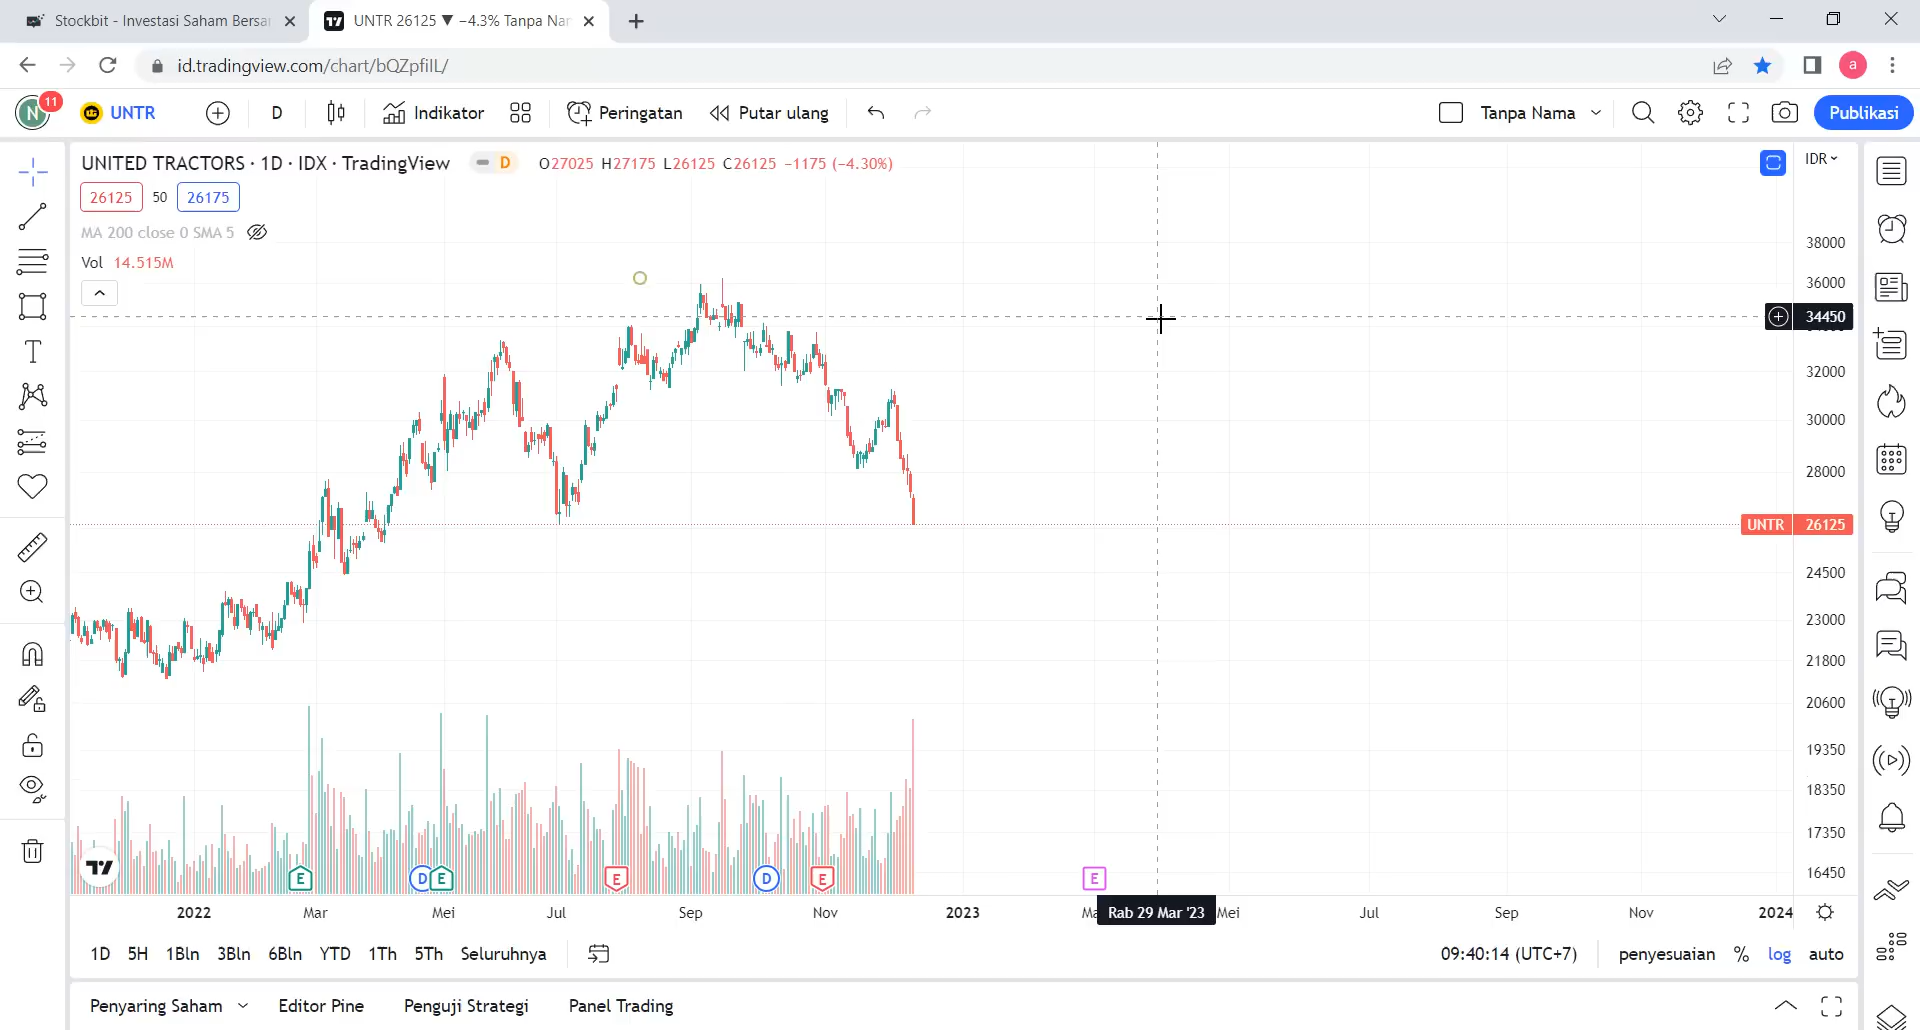 Stockbit - Investasi Saham Bersa
UNTR 26125 ▼ −4.3% Tanpa Nar
id.tradingview.com/chart/bQZpfiIL/
a
N
11
UNTR
D
Indikator
Peringatan
Putar ulang
Tanpa Nama
Publikasi
UNITED TRACTORS · 1D · IDX · TradingView
D
O27025 H27175 L26125 C26125 −1175 (−4.30%)
IDR
26125 50 26175
MA 200 close 0 SMA 5
Vol 14.515M
38000
36000
34450
32000
30000
28000
UNTR 26125
24500
23000
21800
20600
19350
18350
17350
16450
E D E E D E E
2022 Mar Mei Jul Sep Nov 2023 Rab 29 Mar '23 Mei Jul Sep Nov 2024
1D 5H 1Bln 3Bln 6Bln YTD 1Th 5Th Seluruhnya
09:40:14 (UTC+7) penyesuaian % log auto
Penyaring Saham Editor Pine Penguji Strategi Panel Trading